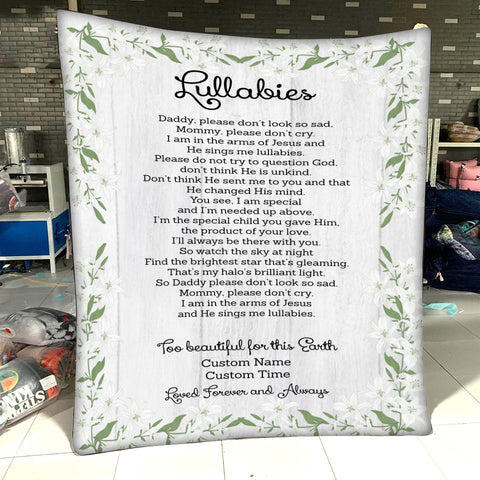 Lullabies
Daddy, please don't look so sad.
Mommy, please don't cry.
I am in the arms of Jesus and
He sings me lullabies.
Please do not try to question God,
don't think He is unkind.
Don't think He sent me to you and that
He changed His mind.
You see, I am special
and I'm needed up above.
I'm the special child you gave Him,
the product of your love.
I'll always be there with you.
So watch the sky at night
Find the brightest star that's gleaming.
That's my halo's brilliant light.
So Daddy please don't look so sad.
Mommy, please don't cry.
I am in the arms of Jesus
and He sings me lullabies.
Too beautiful for this Earth
Custom Name
Custom Time
Loved Forever and Always